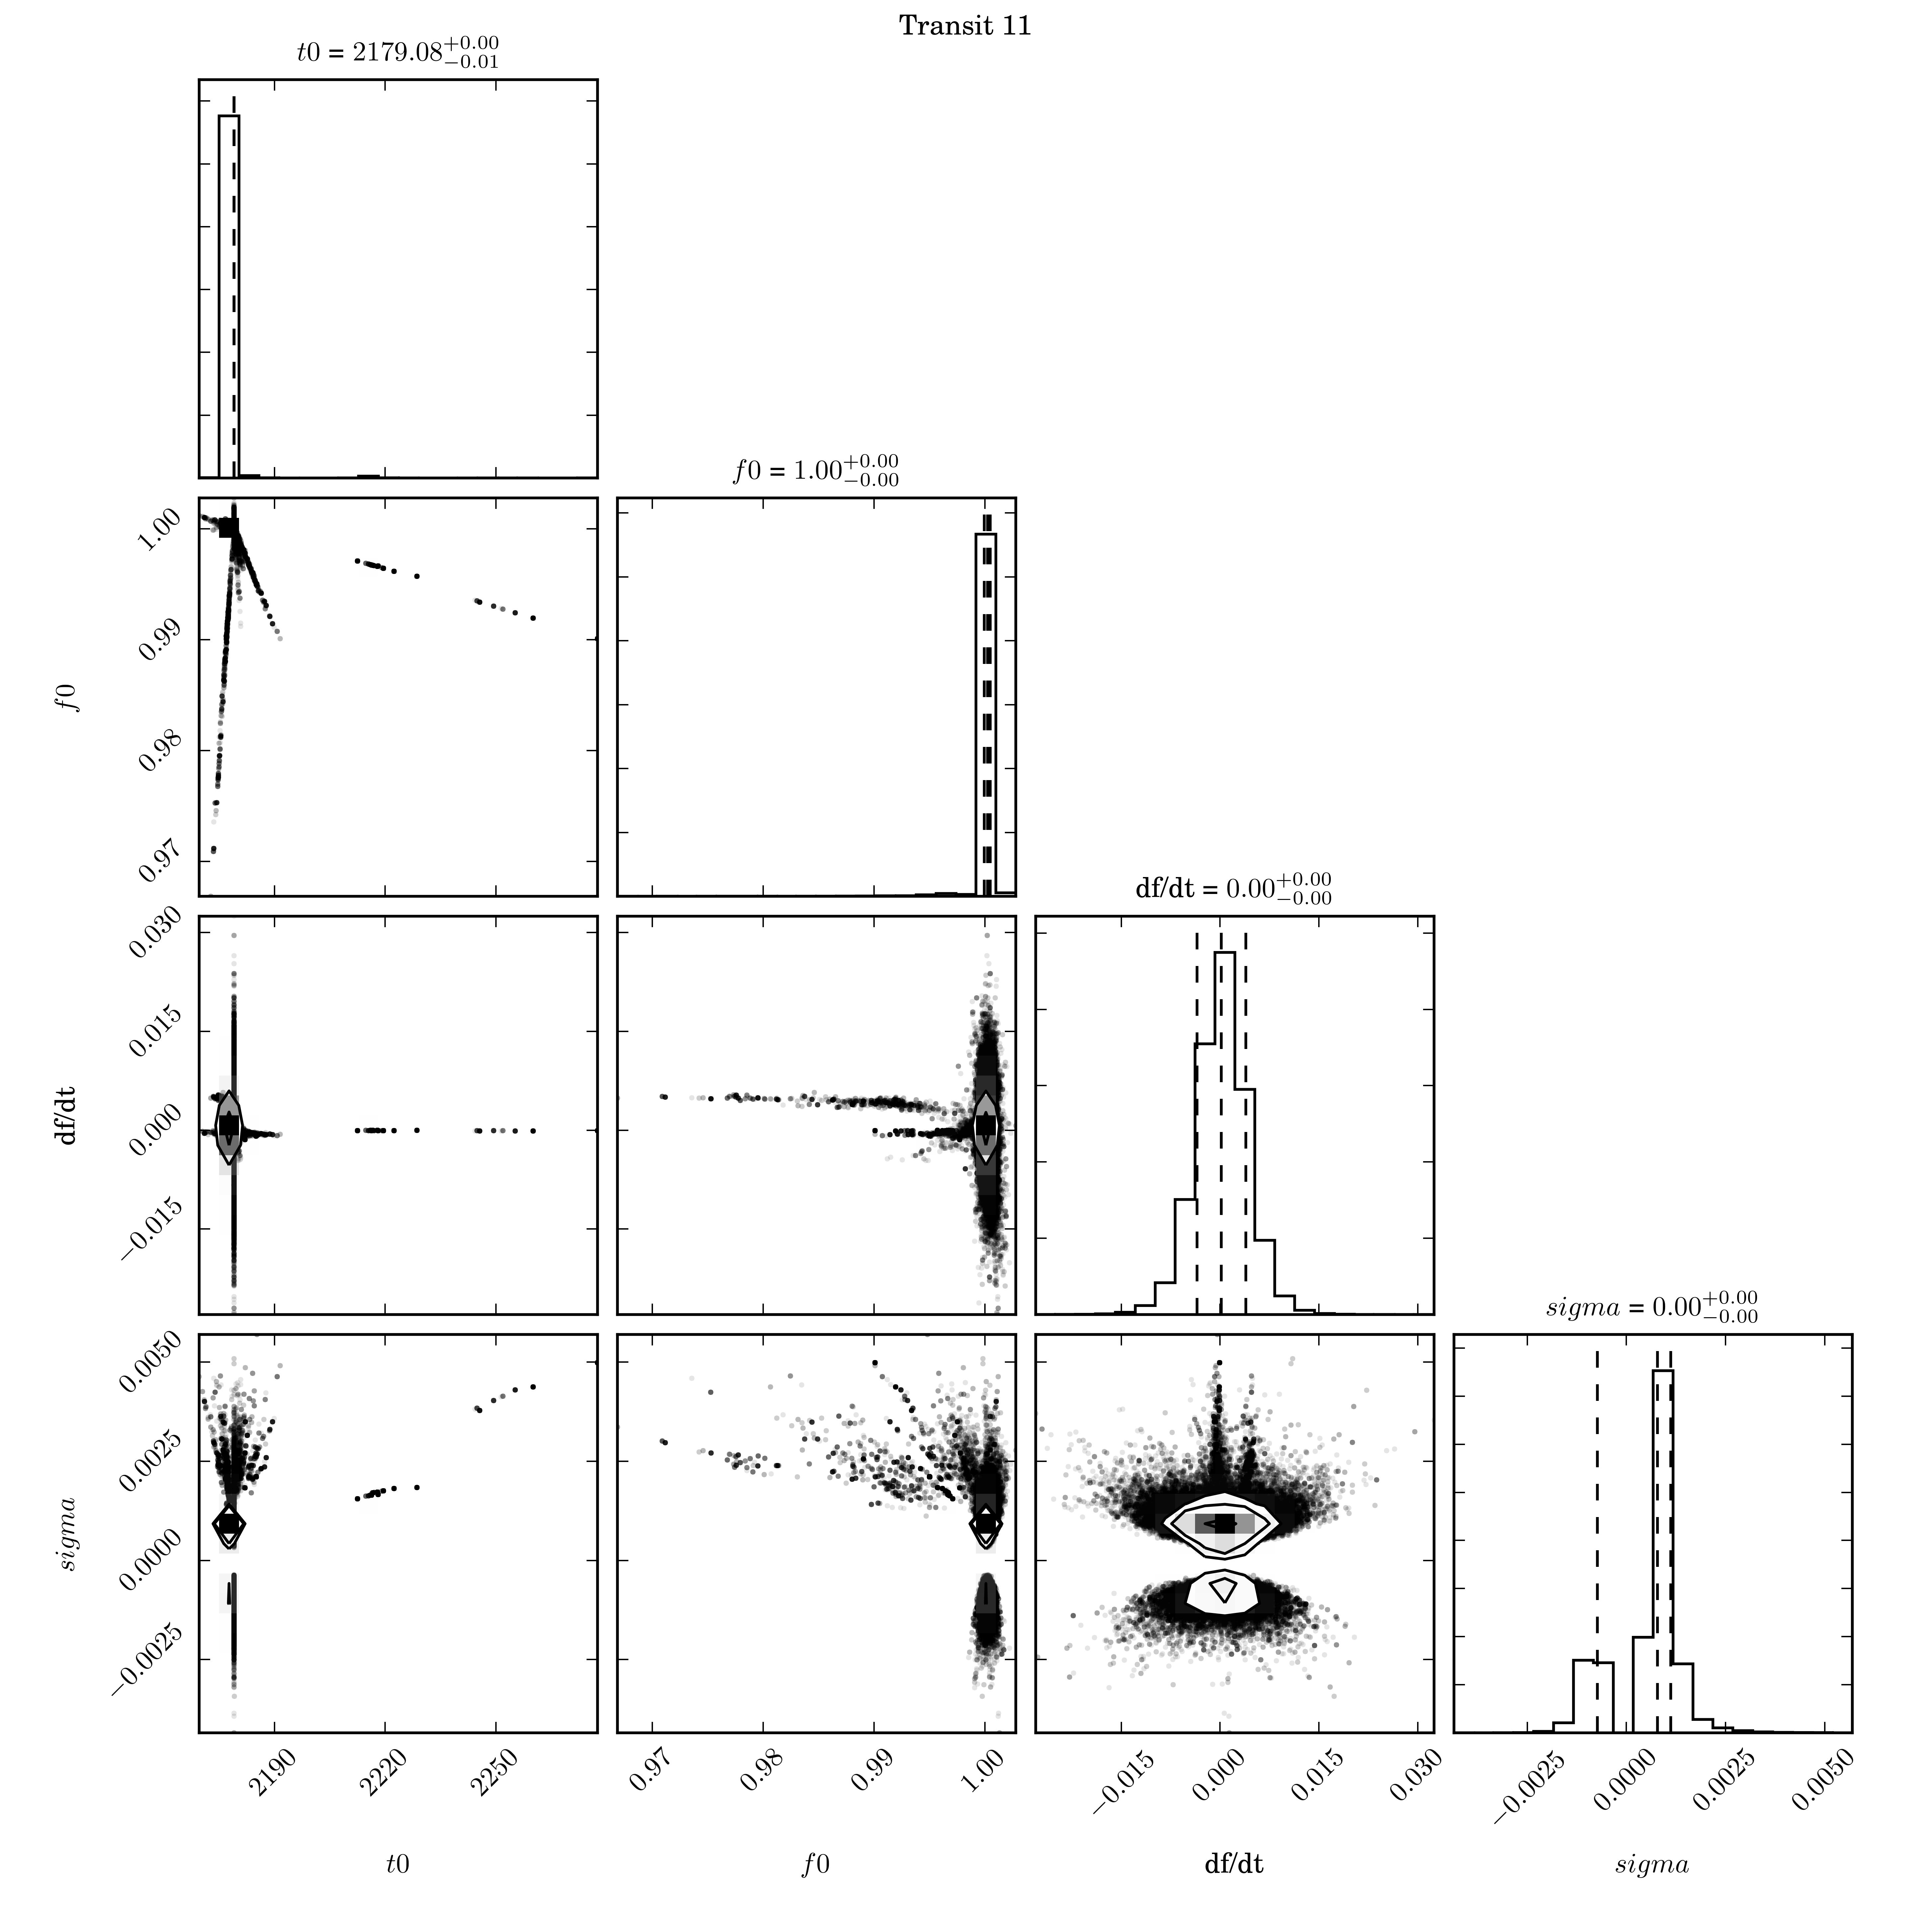 Transit 11
t0 = 2179.08+0.00 −0.01
f0 = 1.00+0.00 −0.00
1.00
0.99
0.98
0.97
f0
df/dt = 0.00+0.00 −0.00
0.030
0.015
0.000
−0.015
df/dt
sigma = 0.00+0.00 −0.00
0.0050
0.0025
0.0000
−0.0025
sigma
2190 2220 2250
0.97 0.98 0.99 1.00
−0.015 0.000 0.015 0.030
−0.0025 0.0000 0.0025 0.0050
t0 f0 df/dt sigma